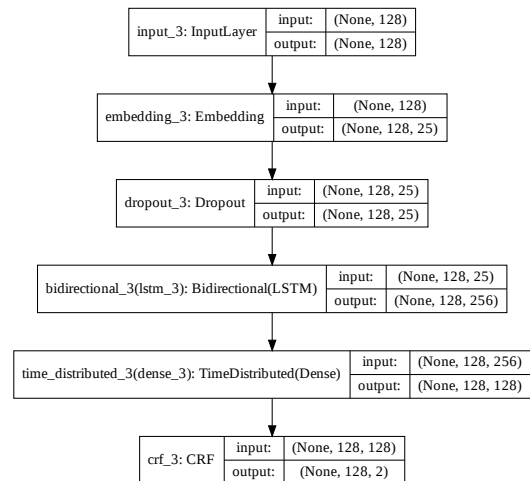 input_3: InputLayer
input: (None, 128)
output: (None, 128)
embedding_3: Embedding
input: (None, 128)
output: (None, 128, 25)
dropout_3: Dropout
input: (None, 128, 25)
output: (None, 128, 25)
bidirectional_3(lstm_3): Bidirectional(LSTM)
input: (None, 128, 25)
output: (None, 128, 256)
time_distributed_3(dense_3): TimeDistributed(Dense)
input: (None, 128, 256)
output: (None, 128, 128)
crf_3: CRF
input: (None, 128, 128)
output: (None, 128, 2)